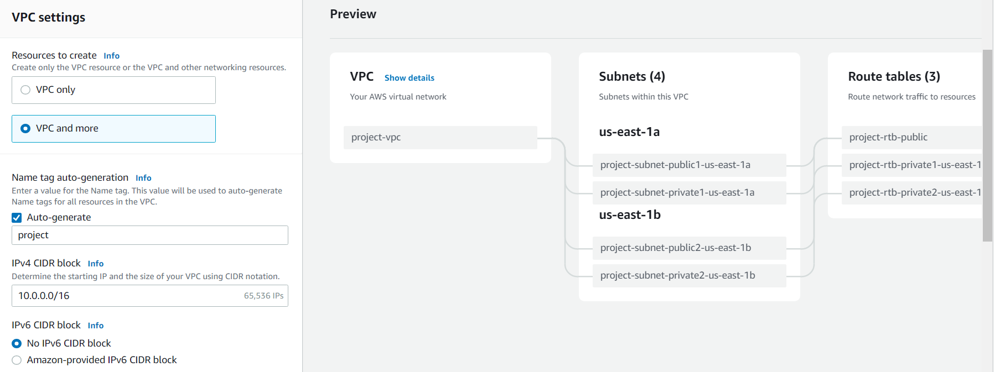 VPC settings
Resources to create Info
Create only the VPC resource or the VPC and other networking resources.
VPC only
VPC and more
Name tag auto-generation Info
Enter a value for the Name tag. This value will be used to auto-generate
Name tags for all resources in the VPC.
Auto-generate
project
IPv4 CIDR block Info
Determine the starting IP and the size of your VPC using CIDR notation.
10.0.0.0/16 65,536 IPs
IPv6 CIDR block Info
No IPv6 CIDR block
Amazon-provided IPv6 CIDR block
Preview
VPC Show details
Your AWS virtual network
project-vpc
Subnets (4)
Subnets within this VPC
us-east-1a
project-subnet-public1-us-east-1a
project-subnet-private1-us-east-1a
us-east-1b
project-subnet-public2-us-east-1b
project-subnet-private2-us-east-1b
Route tables (3)
Route network traffic to resources
project-rtb-public
project-rtb-private1-us-east-1
project-rtb-private2-us-east-1